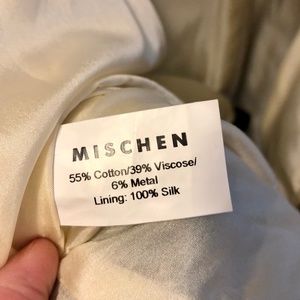 MISCHEN
55% Cotton/39% Viscose/
6% Metal
Lining: 100% Silk